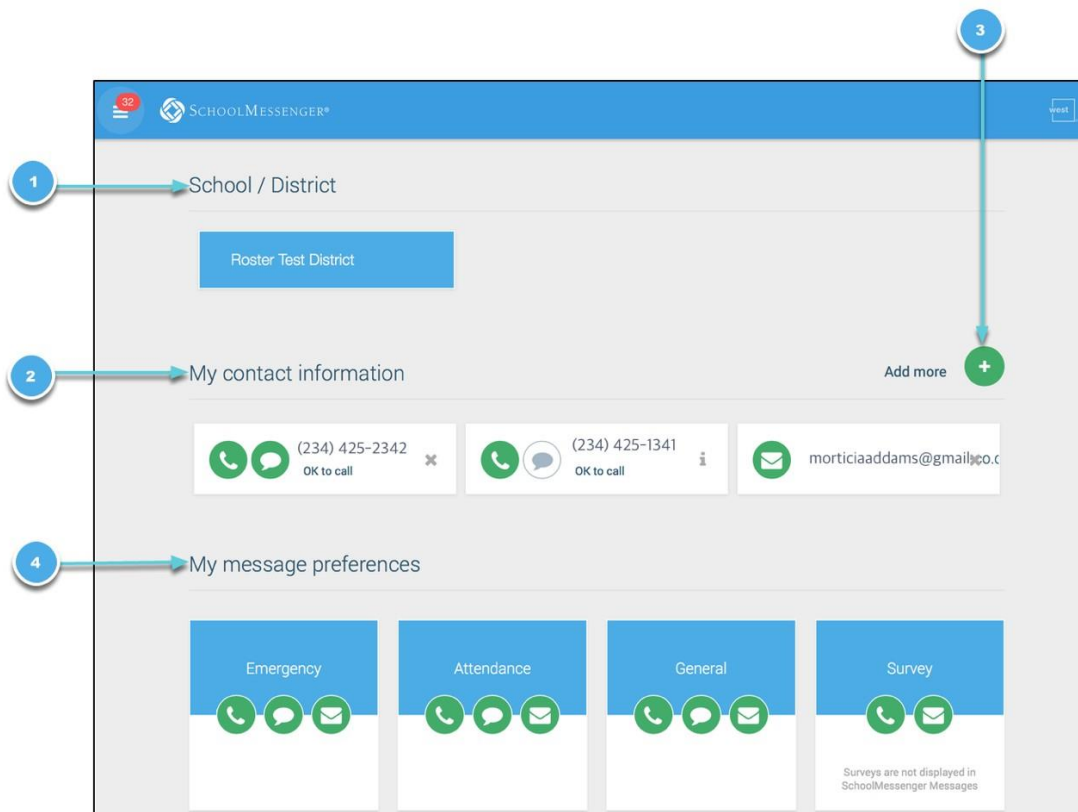 3
32
SCHOOLMESSENGER®
west
1
School / District
Roster Test District
2
My contact information
Add more
(234) 425-2342
OK to call
(234) 425-1341
OK to call
i
4
My message preferences
Emergency
Attendance
General
Survey
Surveys are not displayed in
SchoolMessenger Messages